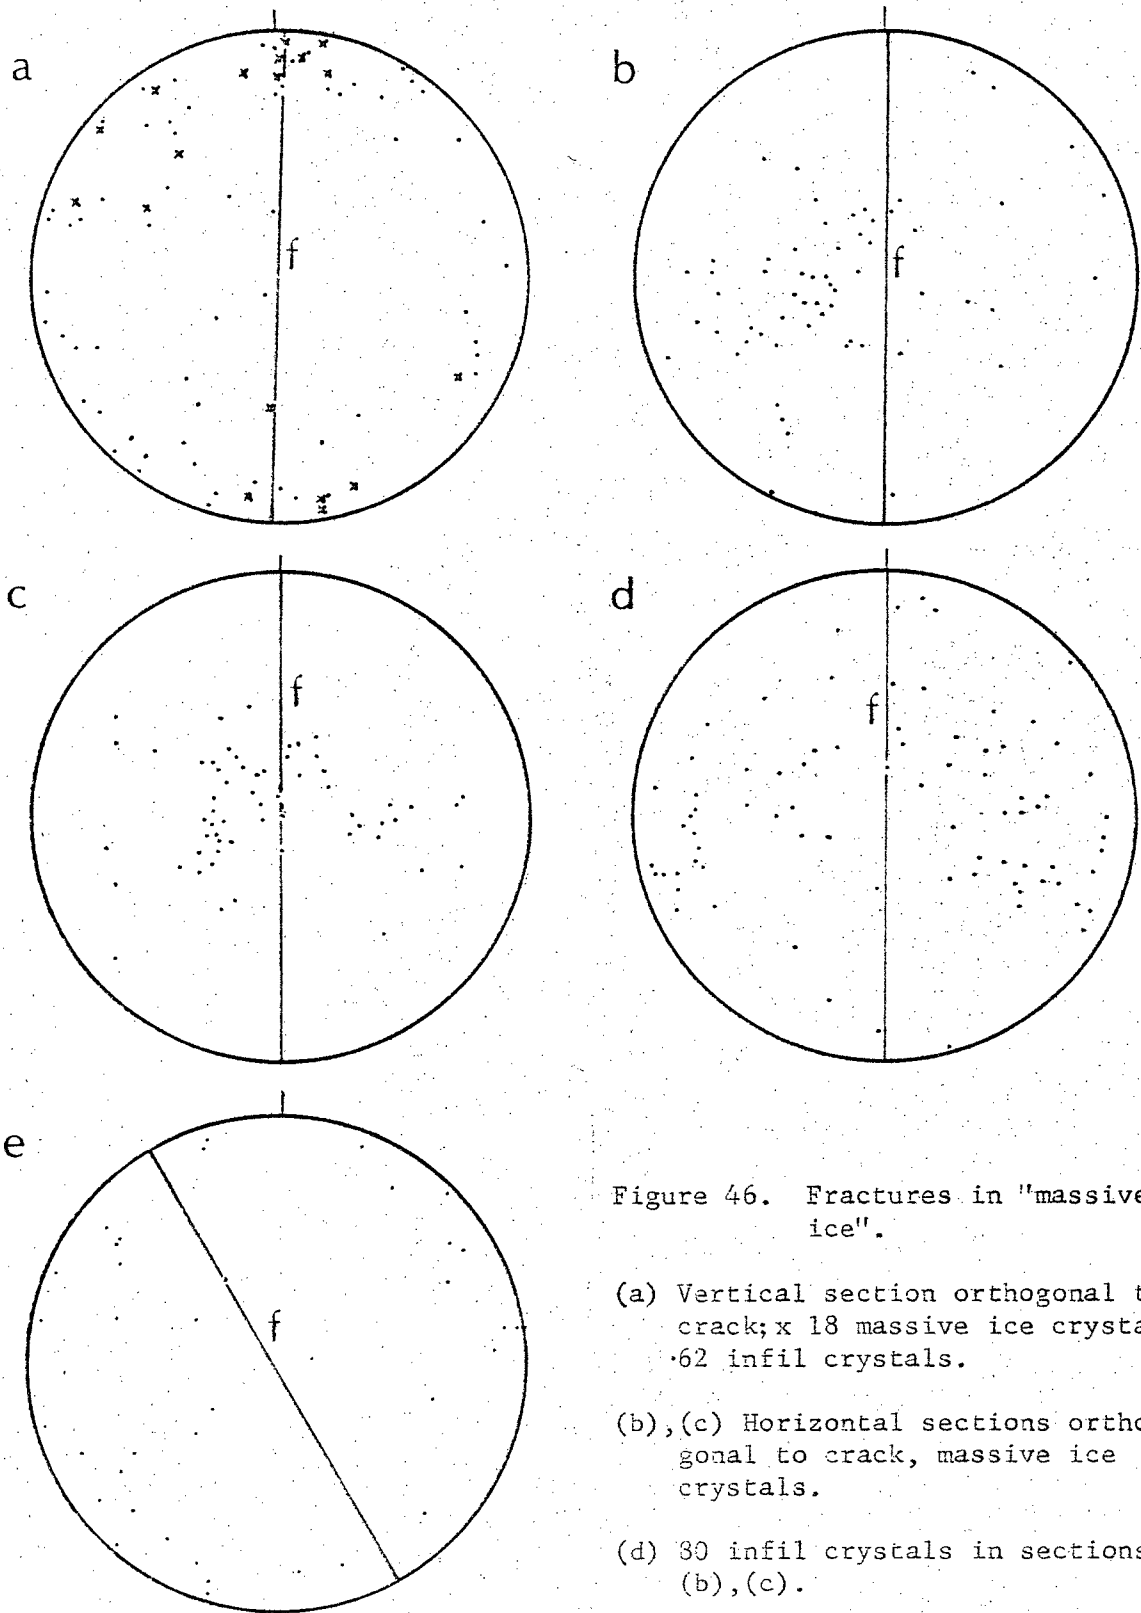 a
b
f
f
c
d
f
f
e
f
Figure 46. Fractures in "massive
ice".
(a) Vertical section orthogonal t
crack; x 18 massive ice crysta
·62 infil crystals.
(b),(c) Horizontal sections ortho
gonal to crack, massive ice
crystals.
(d) 80 infil crystals in sections
(b),(c).